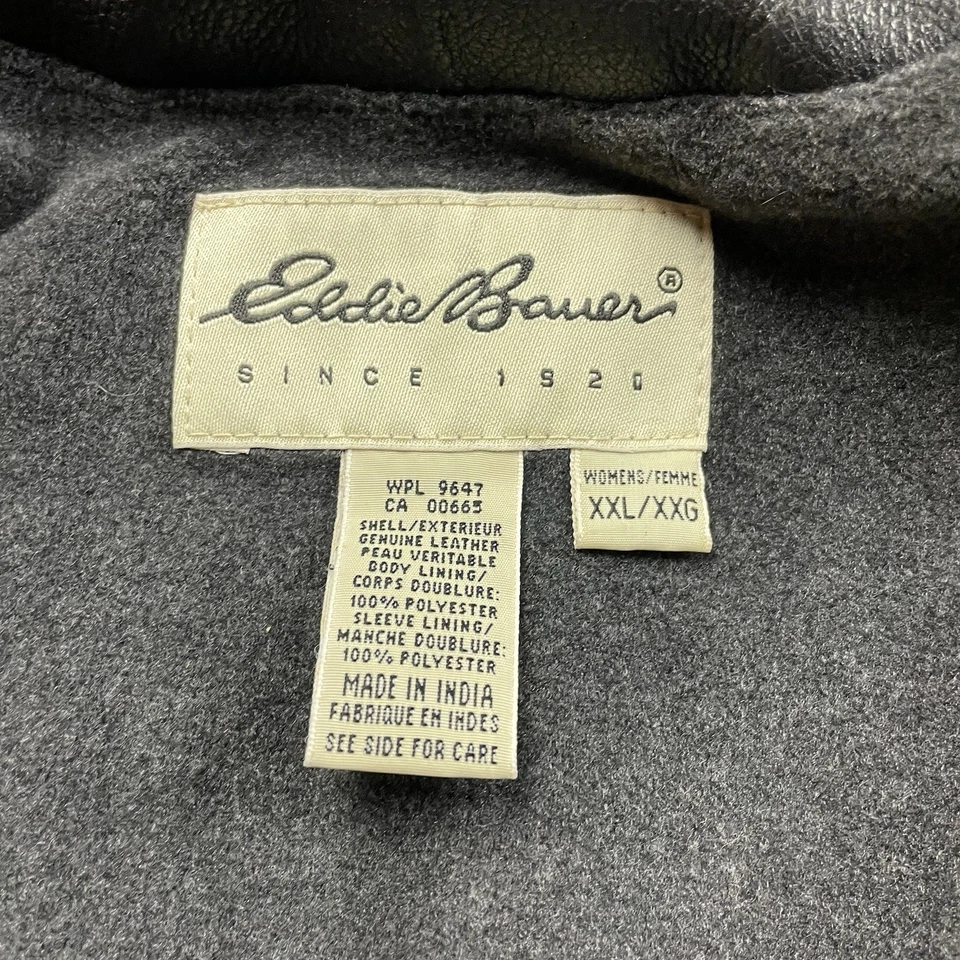 Eddie Bauer®
SINCE 1920
WPL 9647
CA 00665
SHELL/EXTERIEUR
GENUINE LEATHER
PEAU VERITABLE
BODY LINING/
CORPS DOUBLURE:
100% POLYESTER
SLEEVE LINING/
MANCHE DOUBLURE:
100% POLYESTER
MADE IN INDIA
FABRIQUE EN INDES
SEE SIDE FOR CARE
WOMENS/FEMME
XXL/XXG